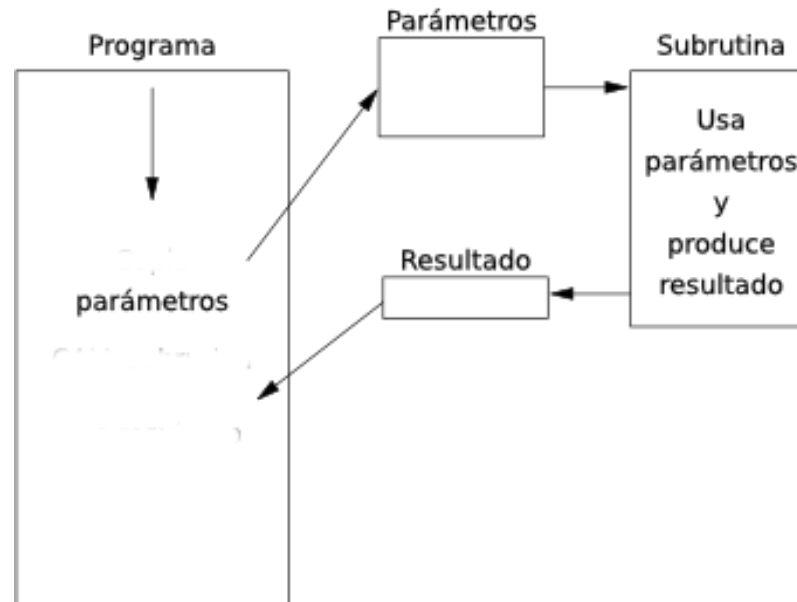 Programa
parámetros
Parámetros
Resultado
Subrutina
Usa
parámetros
y
produce
resultado